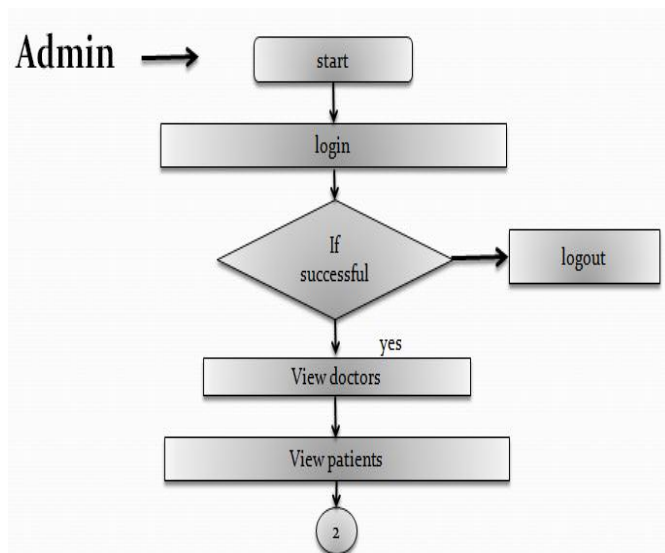 Admin
start
login
If
successful
logout
yes
View doctors
View patients
2